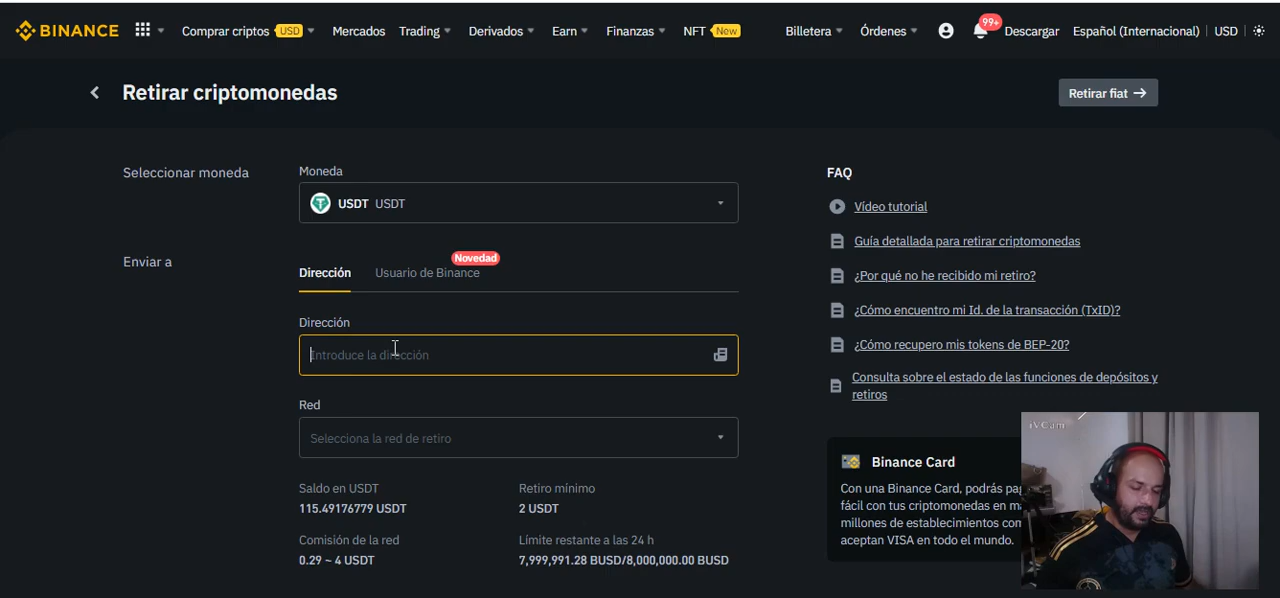 BINANCE
Comprar criptos USD
Mercados
Trading
Derivados
Earn
Finanzas
NFT New
Billetera
Órdenes
99+
Descargar
Español (Internacional)
USD
Retirar criptomonedas
Retirar fiat →
Seleccionar moneda
Moneda
USDT USDT
Enviar a
Dirección
Usuario de Binance
Novedad
Dirección
Introduce la dirección
Red
Selecciona la red de retiro
Saldo en USDT
115.49176779 USDT
Retiro mínimo
2 USDT
Comisión de la red
0.29 ~ 4 USDT
Límite restante a las 24 h
7,999,991.28 BUSD/8,000,000.00 BUSD
FAQ
Vídeo tutorial
Guía detallada para retirar criptomonedas
¿Por qué no he recibido mi retiro?
¿Cómo encuentro mi Id. de la transacción (TxID)?
¿Cómo recupero mis tokens de BEP-20?
Consulta sobre el estado de las funciones de depósitos y
retiros
Binance Card
Con una Binance Card, podrás
fácil con tus criptomonedas en
millones de establecimientos
aceptan VISA en todo el mundo.
iVCam